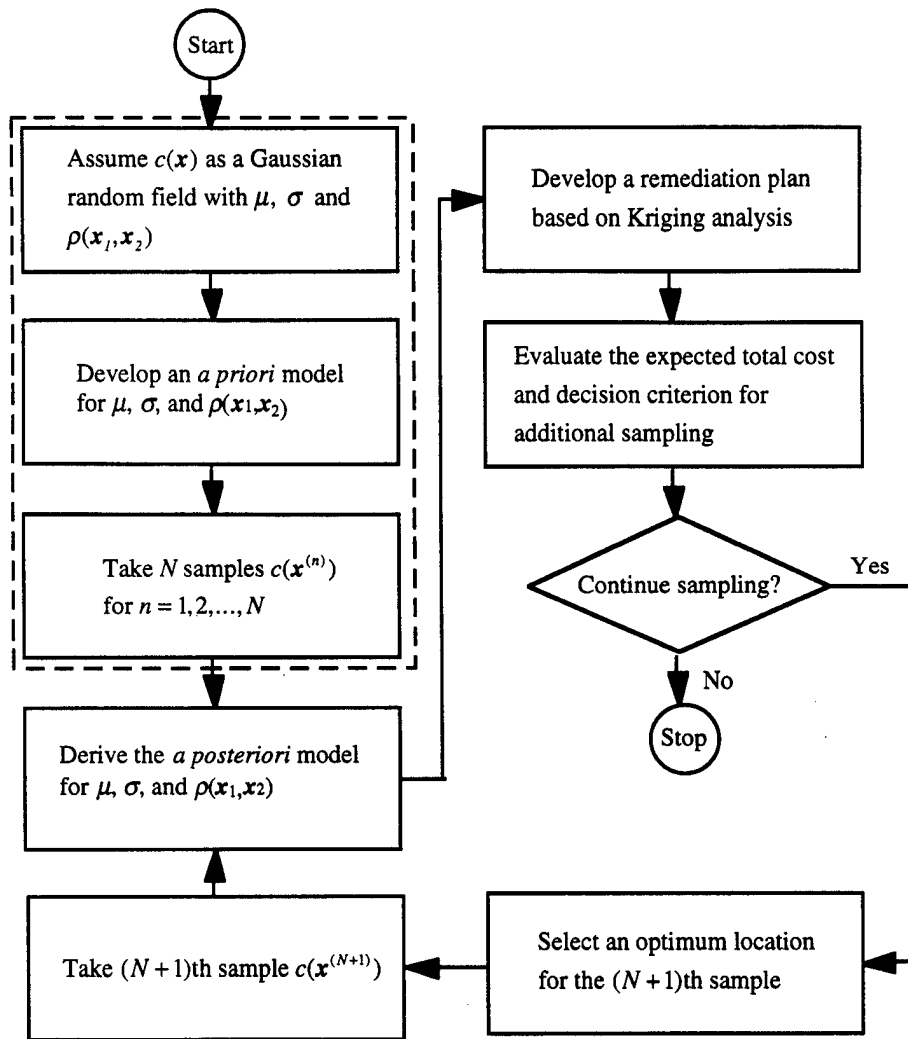 Start
Assume c(x) as a Gaussian
random field with μ, σ and
ρ(x₁,x₂)
Develop an a priori model
for μ, σ, and ρ(x₁,x₂)
Take N samples c(x⁽ⁿ⁾)
for n = 1,2,...,N
Derive the a posteriori model
for μ, σ, and ρ(x₁,x₂)
Take (N + 1)th sample c(x⁽ᴺ⁺¹⁾)
Develop a remediation plan
based on Kriging analysis
Evaluate the expected total cost
and decision criterion for
additional sampling
Continue sampling?
Yes
No
Stop
Select an optimum location
for the (N + 1)th sample